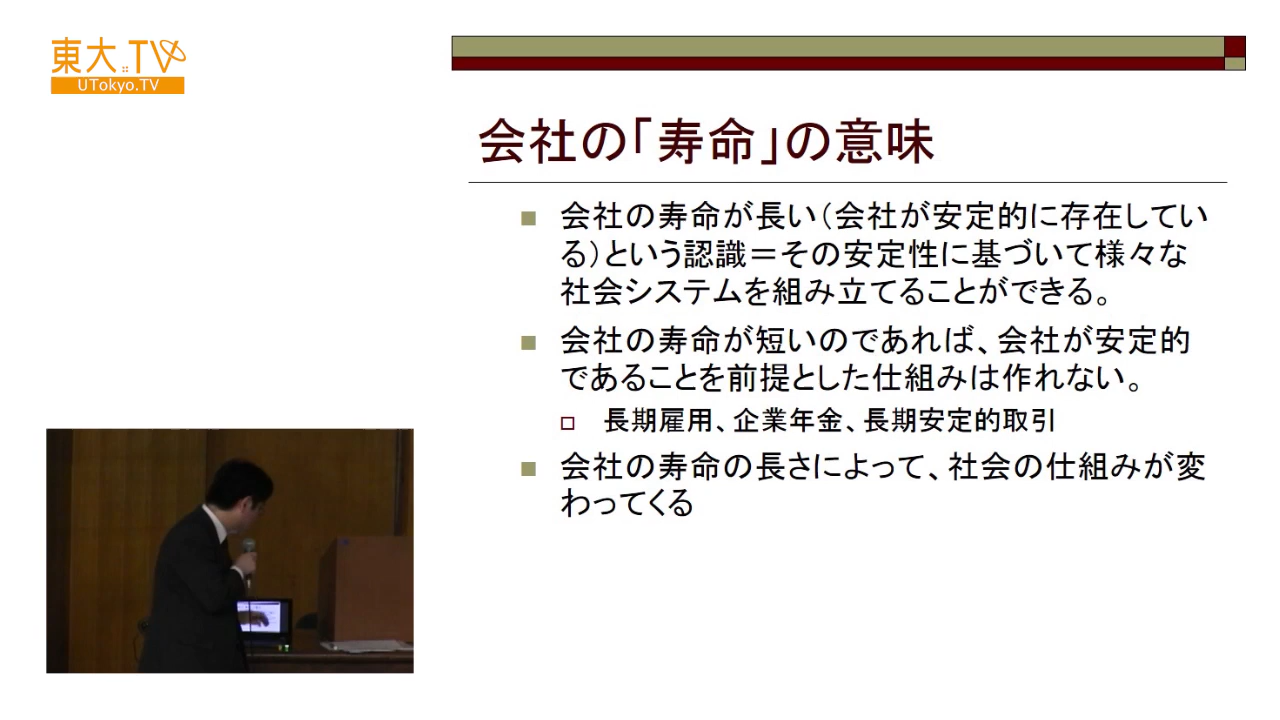 東大.TV
UTokyo.TV
会社の「寿命」の意味
会社の寿命が長い(会社が安定的に存在してい
る)という認識=その安定性に基づいて様々な
社会システムを組み立てることができる。
会社の寿命が短いのであれば、会社が安定的
であることを前提とした仕組みは作れない。
長期雇用、企業年金、長期安定的取引
会社の寿命の長さによって、社会の仕組みが変
わってくる